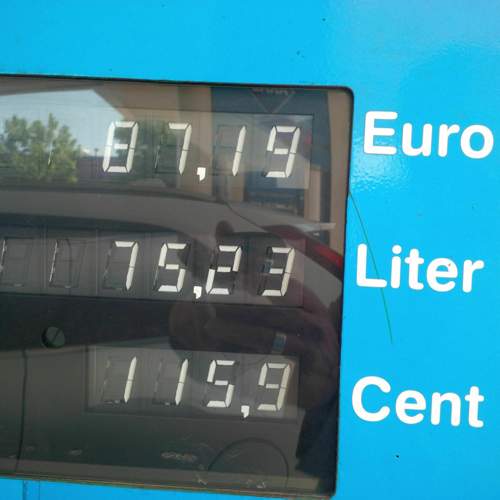 87,19 Euro
75,23 Liter
115,9 Cent